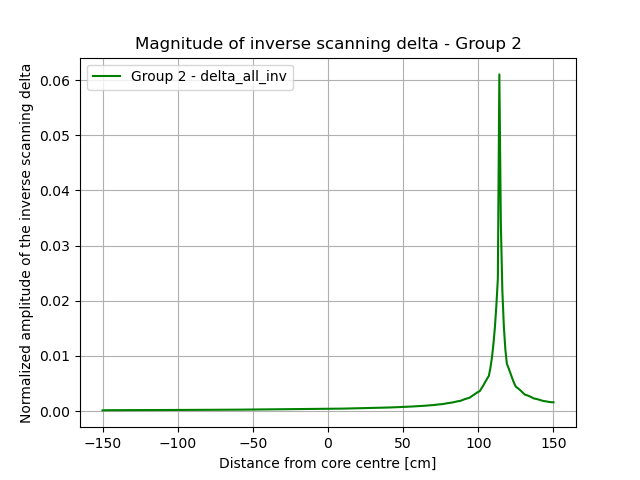 Magnitude of inverse scanning delta - Group 2
Group 2 - delta_all_inv
Normalized amplitude of the inverse scanning delta
0.06
0.05
0.04
0.03
0.02
0.01
0.00
−150 −100 −50 0 50 100 150
Distance from core centre [cm]